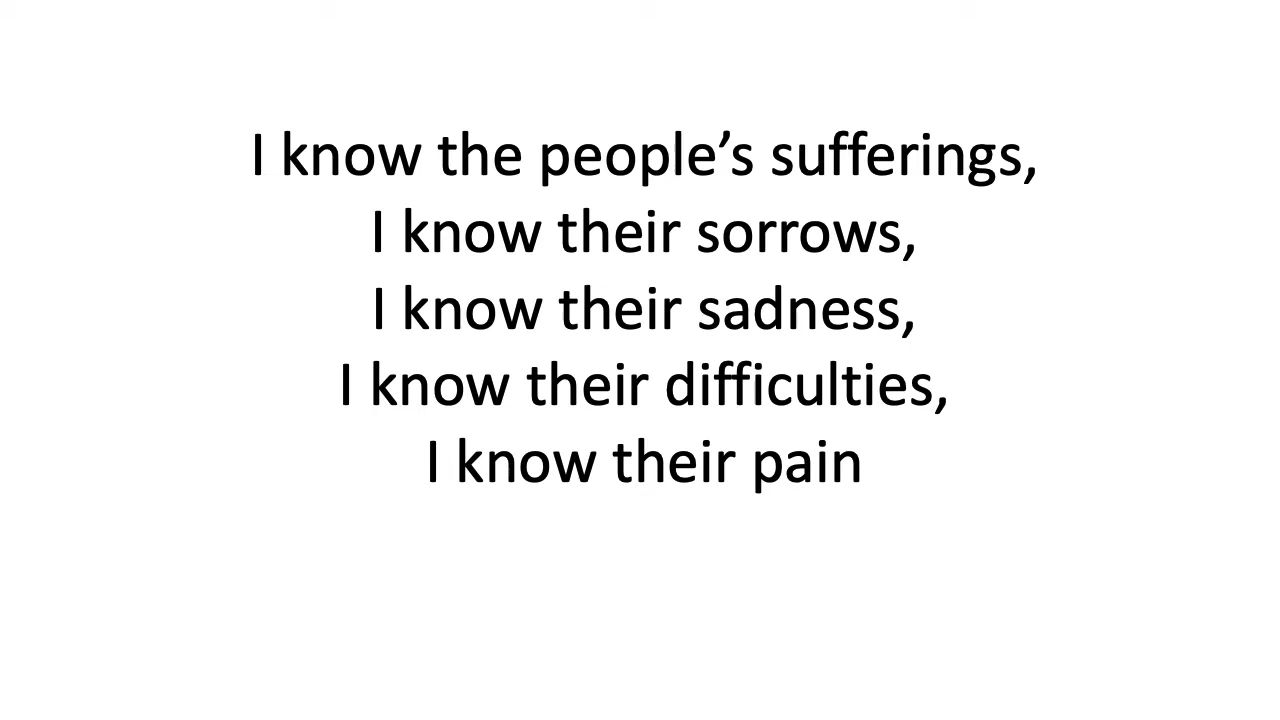 I know the people’s sufferings,
I know their sorrows,
I know their sadness,
I know their difficulties,
I know their pain